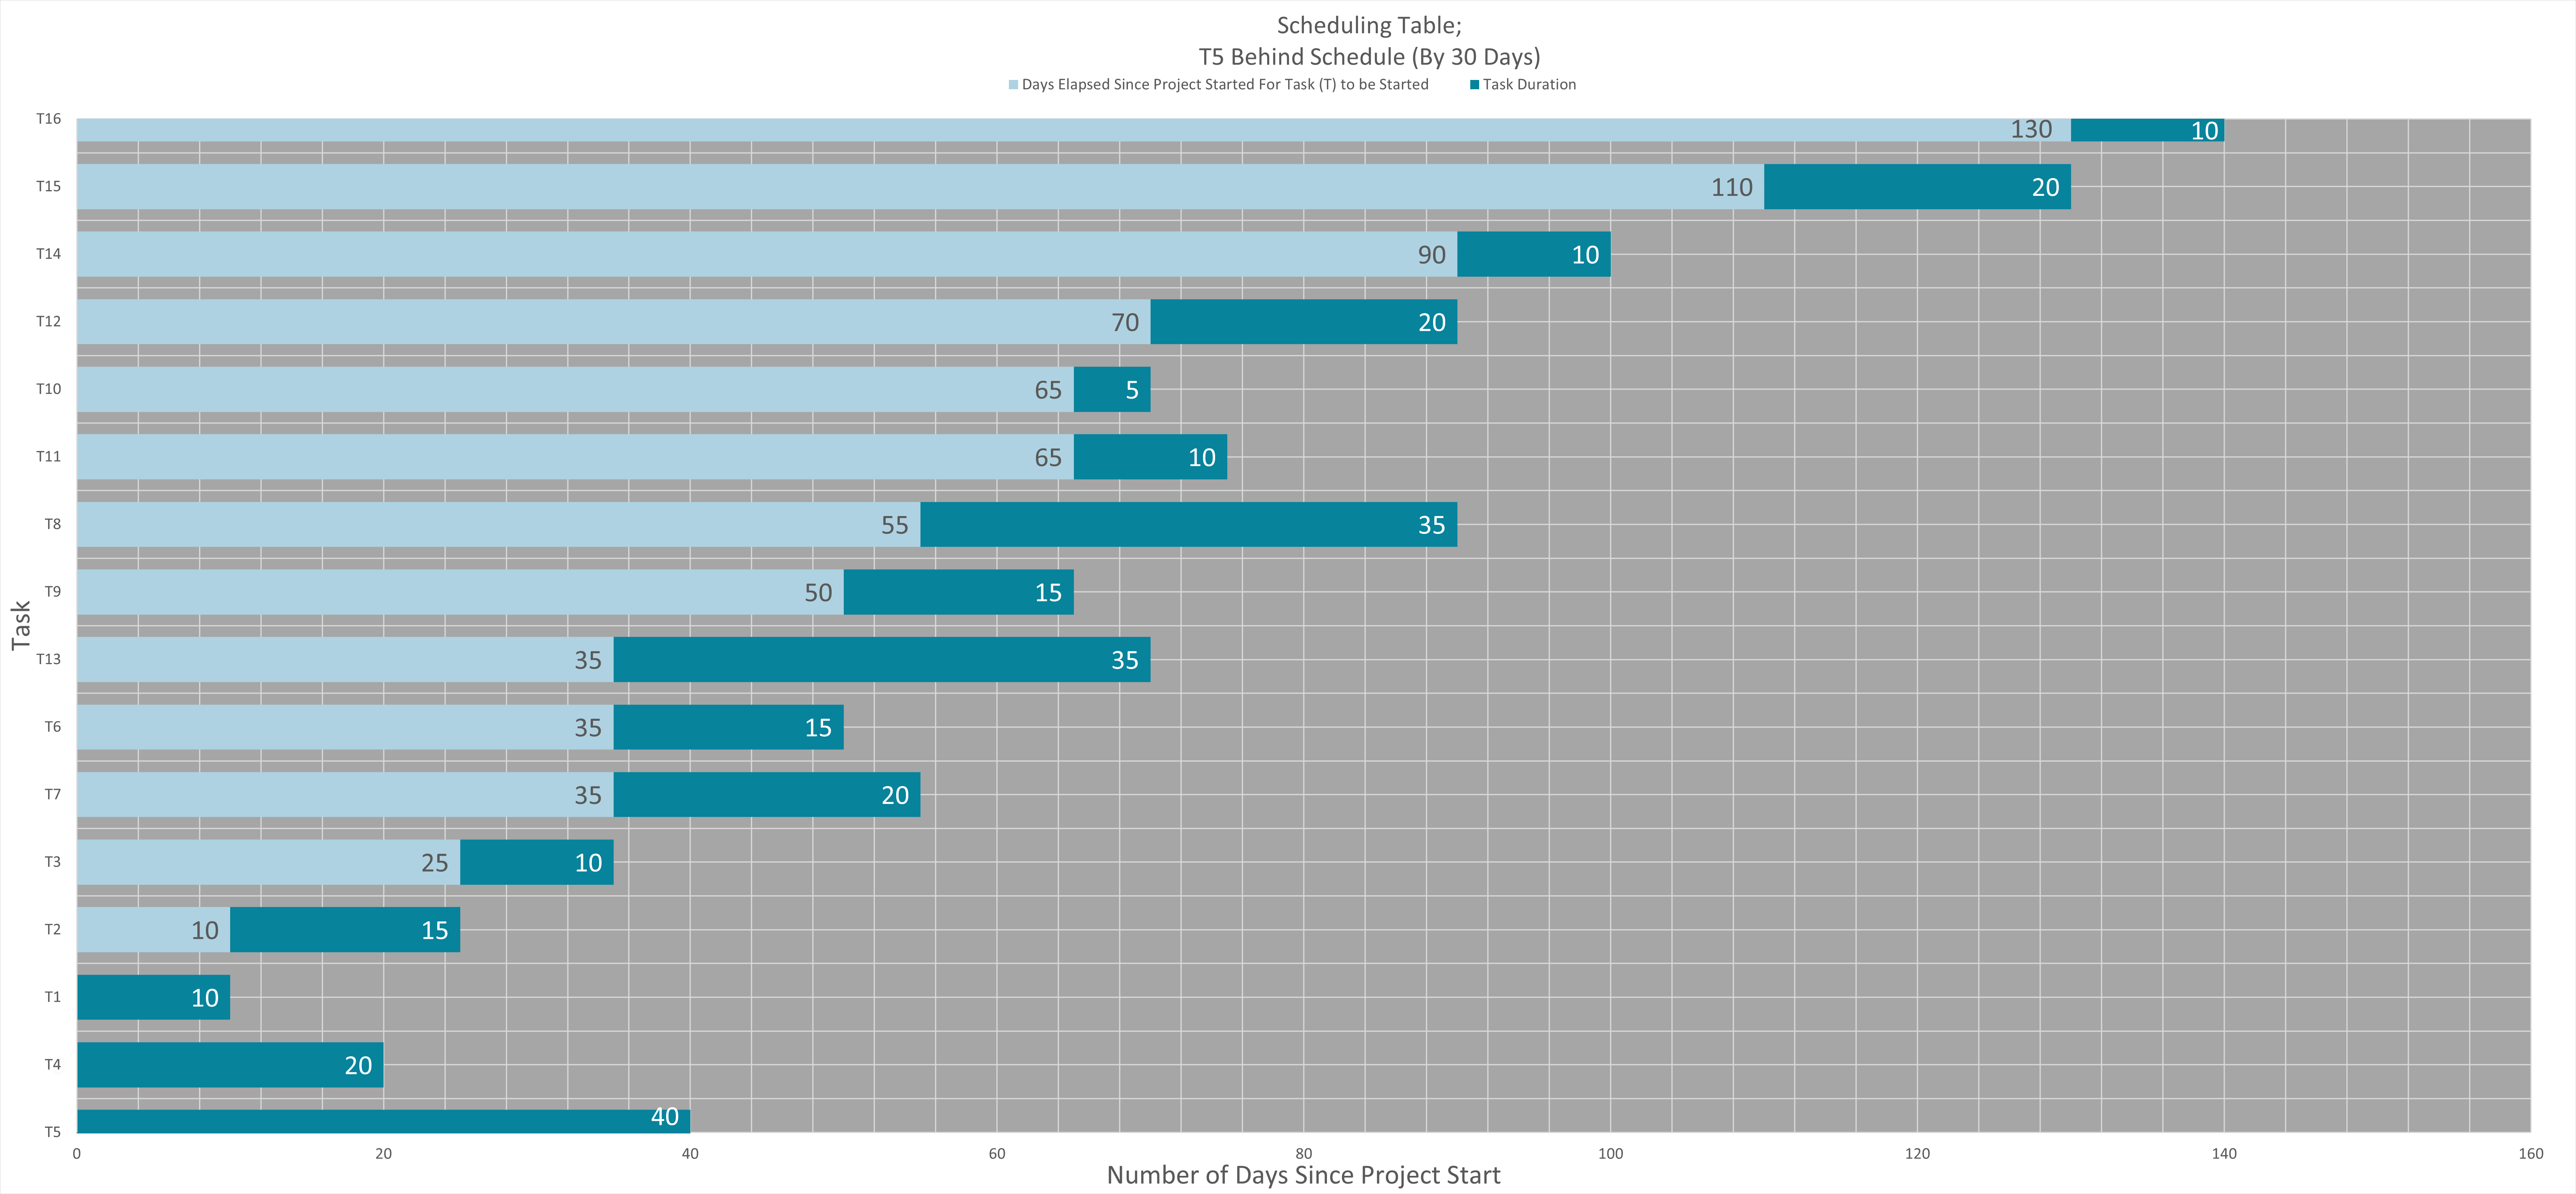 Scheduling Table;
T5 Behind Schedule (By 30 Days)
Days Elapsed Since Project Started For Task (T) to be Started Task Duration
T16 130 10
T15 110 20
T14 90 10
T12 70 20
T10 65 5
T11 65 10
T8 55 35
T9 50 15
Task
T13 35 35
T6 35 15
T7 35 20
T3 25 10
T2 10 15
T1 10
T4 20
T5 40
0 20 40 60 80 100 120 140 160
Number of Days Since Project Start